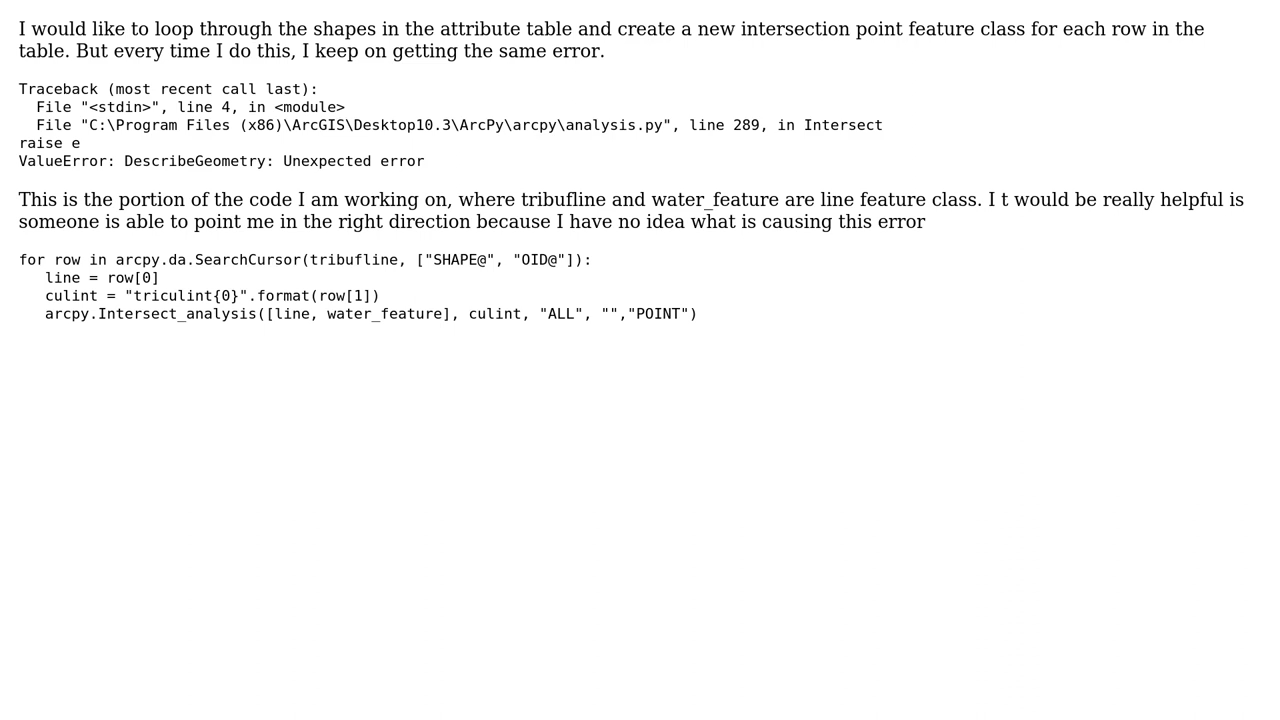 I would like to loop through the shapes in the attribute table and create a new intersection point feature class for each row in the
table. But every time I do this, I keep on getting the same error.
Traceback (most recent call last):
  File "<stdin>", line 4, in <module>
  File "C:\Program Files (x86)\ArcGIS\Desktop10.3\ArcPy\arcpy\analysis.py", line 289, in Intersect
raise e
ValueError: DescribeGeometry: Unexpected error
This is the portion of the code I am working on, where tribufline and water_feature are line feature class. I t would be really helpful is
someone is able to point me in the right direction because I have no idea what is causing this error
for row in arcpy.da.SearchCursor(tribufline, ["SHAPE@", "OID@"]):
   line = row[0]
   culint = "triculint{0}".format(row[1])
   arcpy.Intersect_analysis([line, water_feature], culint, "ALL", "","POINT")